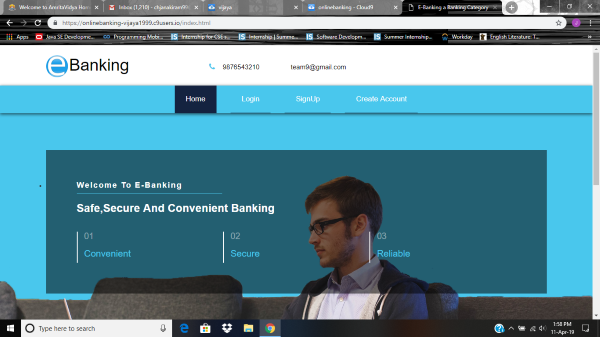 Welcome to AmritaVidya Hom
Inbox (1,210) - chjanakiram99
vijaya
onlinebanking - Cloud9
E-Banking a Banking Category
https://onlinebanking-vijaya1999.c9users.io/index.html
Apps
Java SE Developme...
Programming Mobi...
Internship for CSE s...
Internship | Summe...
Software Developm...
Summer Internship...
Workday
English Literature: T...
eBanking
9876543210
team9@gmail.com
Home
Login
SignUp
Create Account
Welcome To E-Banking
Safe,Secure And Convenient Banking
01
02
03
Convenient
Secure
Reliable
Type here to search
1:58 PM
11-Apr-19